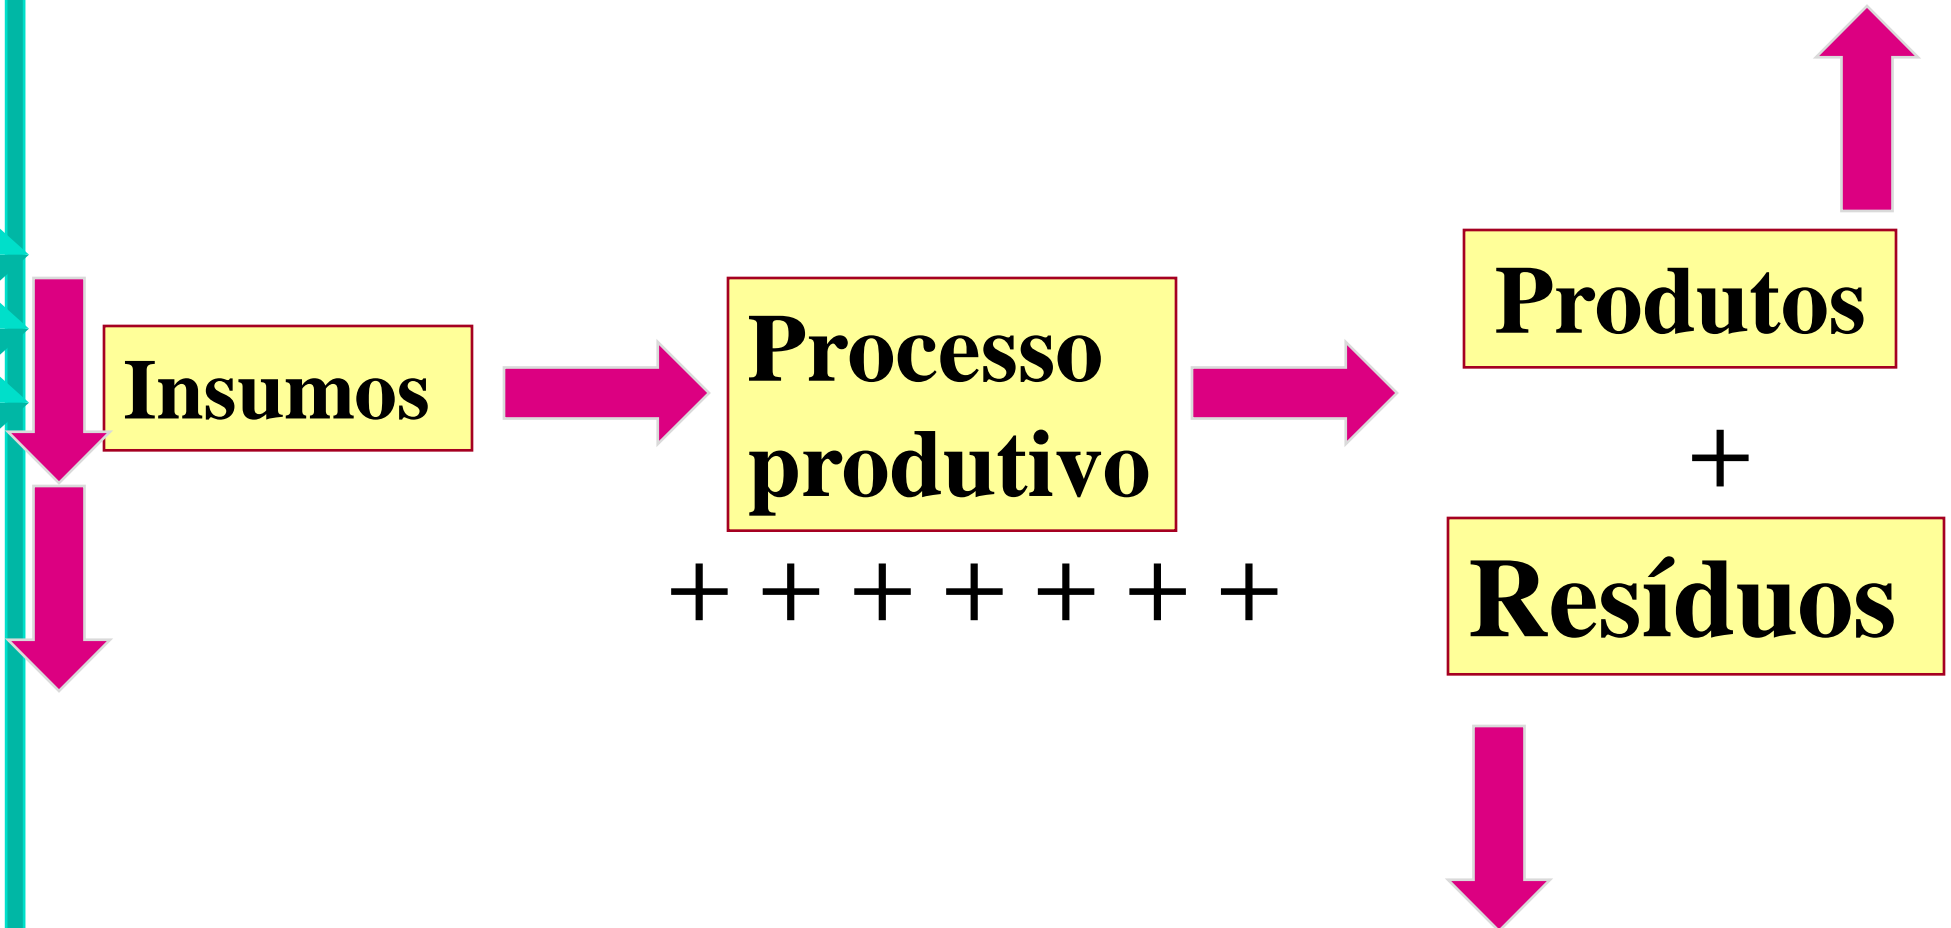 Insumos
Processo
produtivo
+ + + + + + +
Produtos
+
Resíduos